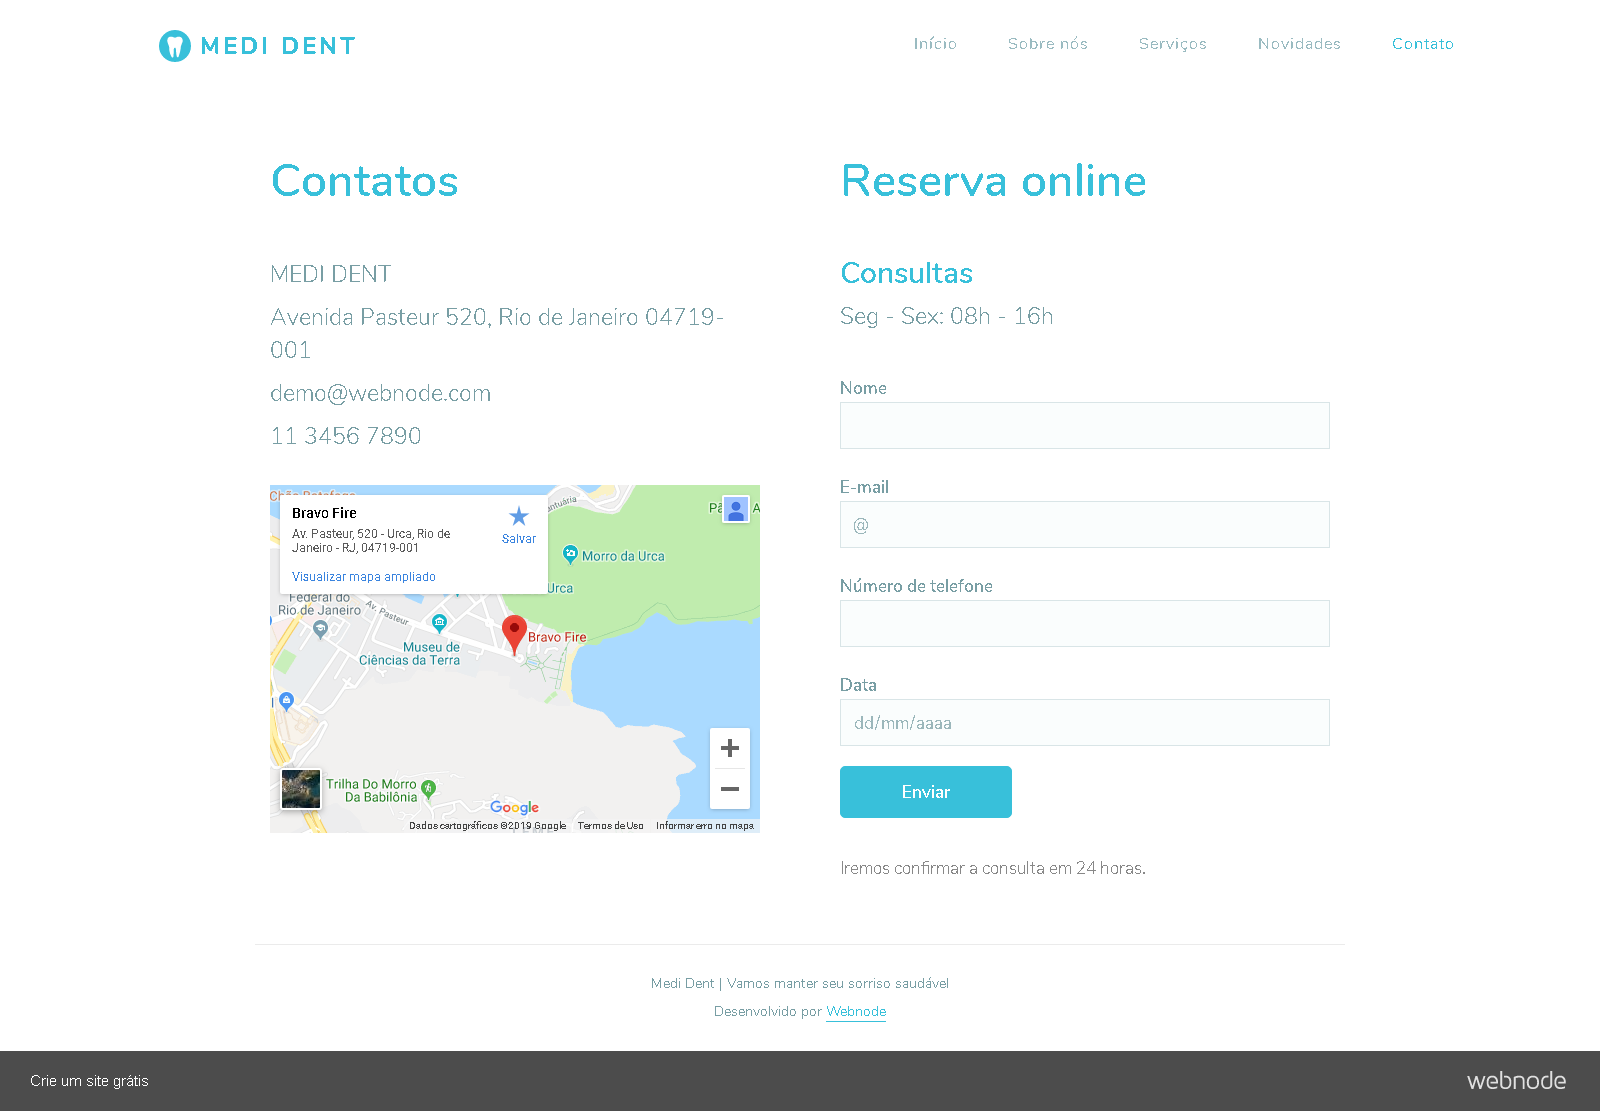 MEDI DENT
Início
Sobre nós
Serviços
Novidades
Contato
Contatos
MEDI DENT
Avenida Pasteur 520, Rio de Janeiro 04719-
001
demo@webnode.com
11 3456 7890
Bravo Fire
Av. Pasteur, 520 - Urca, Rio de
Janeiro - RJ, 04719-001
Salvar
Visualizar mapa ampliado
Morro da Urca
Urca
Federal do
Rio de Janeiro
Av. Pasteur
Museu de
Ciências da Terra
Bravo Fire
Trilha Do Morro
Da Babilônia
Google
Dados cartográficos ©2019 Google
Termos de Uso
Informar erro no mapa
Reserva online
Consultas
Seg - Sex: 08h - 16h
Nome
E-mail
@
Número de telefone
Data
dd/mm/aaaa
Enviar
Iremos confirmar a consulta em 24 horas.
Medi Dent | Vamos manter seu sorriso saudável
Desenvolvido por Webnode
Crie um site grátis
webnode